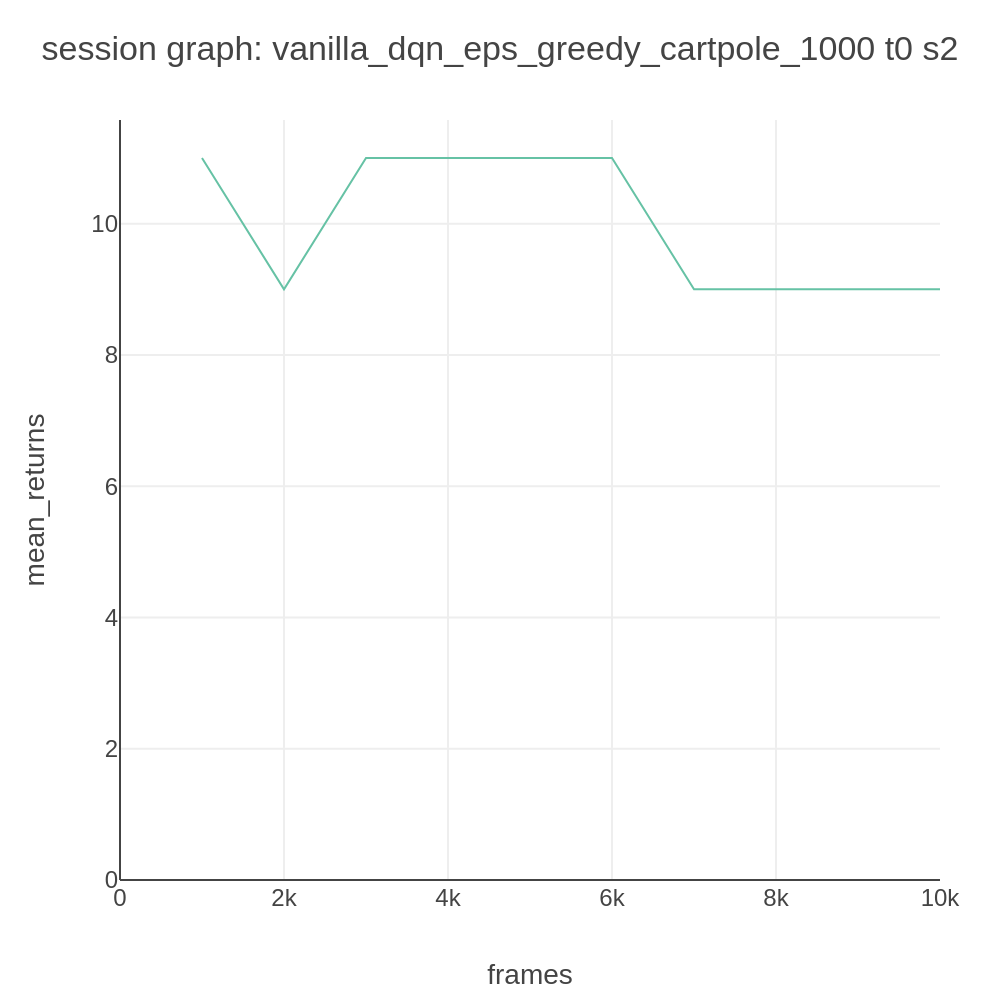 session graph: vanilla_dqn_eps_greedy_cartpole_1000 t0 s2
10
8
6
4
2
0
mean_returns
0 2k 4k 6k 8k 10k
frames